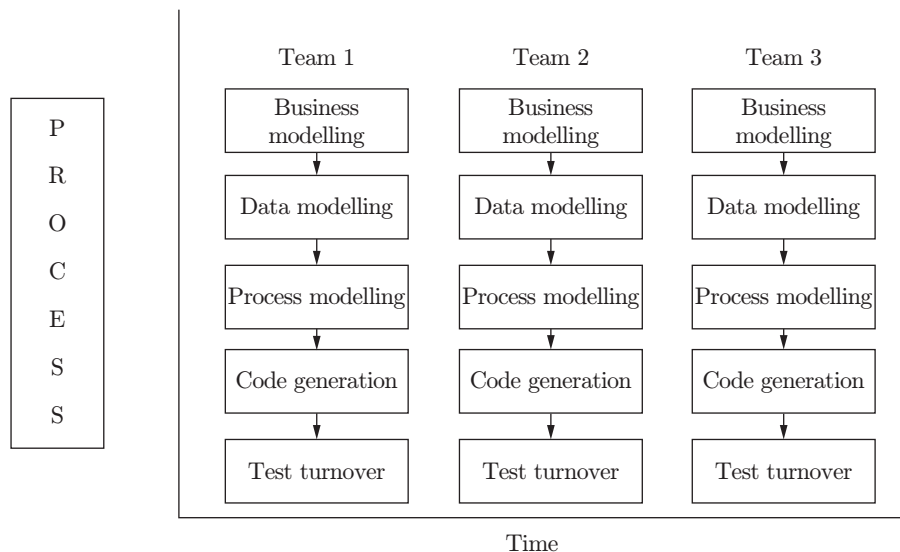 Team 1
Team 2
Team 3
P
R
O
C
E
S
S
Business
modelling
Business
modelling
Business
modelling
Data modelling
Data modelling
Data modelling
Process modelling
Process modelling
Process modelling
Code generation
Code generation
Code generation
Test turnover
Test turnover
Test turnover
Time